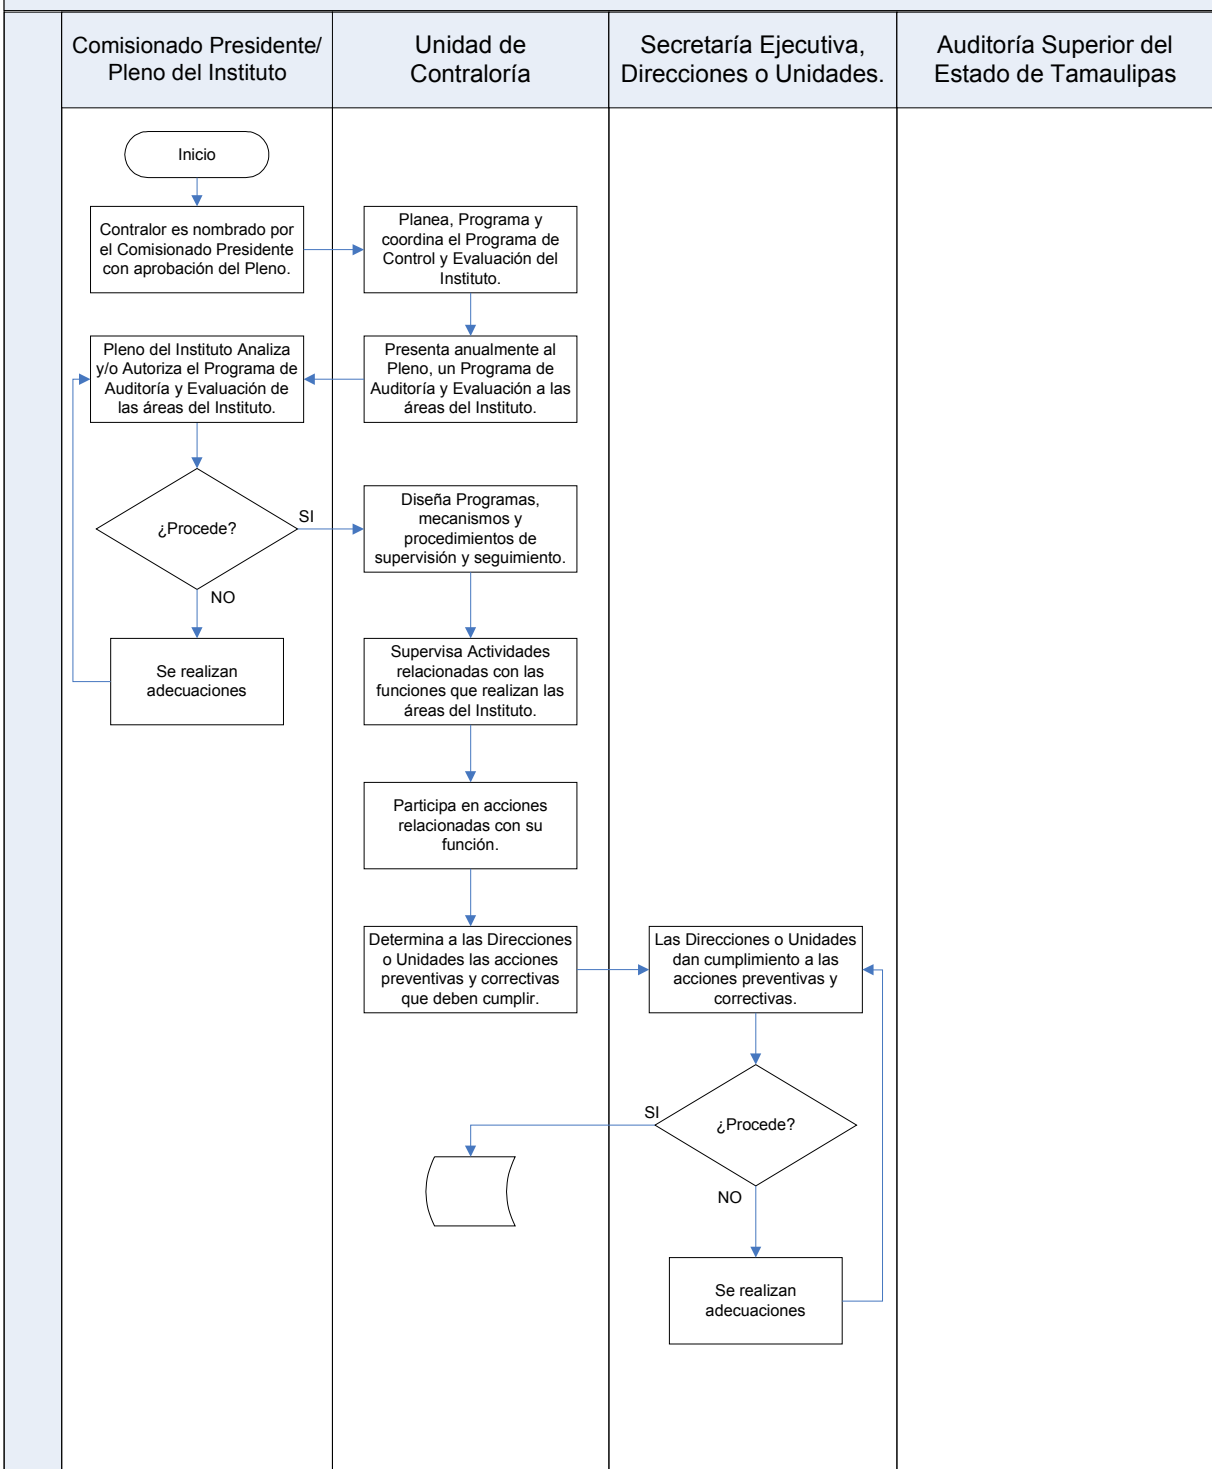 Comisionado Presidente/
Pleno del Instituto
Unidad de
Contraloría
Secretaría Ejecutiva,
Direcciones o Unidades.
Auditoría Superior del
Estado de Tamaulipas
Inicio
Contralor es nombrado por
el Comisionado Presidente
con aprobación del Pleno.
Planea, Programa y
coordina el Programa de
Control y Evaluación del
Instituto.
Pleno del Instituto Analiza
y/o Autoriza el Programa de
Auditoría y Evaluación de
las áreas del Instituto.
Presenta anualmente al
Pleno, un Programa de
Auditoría y Evaluación a las
áreas del Instituto.
¿Procede?
SI
NO
Diseña Programas,
mecanismos y
procedimientos de
supervisión y seguimiento.
Se realizan
adecuaciones
Supervisa Actividades
relacionadas con las
funciones que realizan las
áreas del Instituto.
Participa en acciones
relacionadas con su
función.
Determina a las Direcciones
o Unidades las acciones
preventivas y correctivas
que deben cumplir.
Las Direcciones o Unidades
dan cumplimiento a las
acciones preventivas y
correctivas.
SI
¿Procede?
NO
Se realizan
adecuaciones